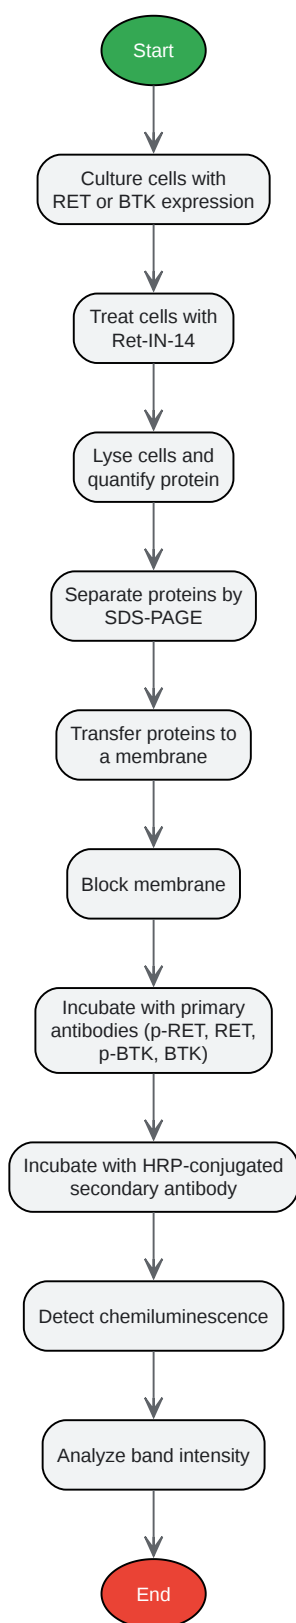 Start
Culture cells with
RET or BTK expression
Treat cells with
Ret-IN-14
Lyse cells and
quantify protein
Separate proteins by
SDS-PAGE
Transfer proteins to
a membrane
Block membrane
Incubate with primary
antibodies (p-RET, RET,
p-BTK, BTK)
Incubate with HRP-conjugated
secondary antibody
Detect chemiluminescence
Analyze band intensity
End